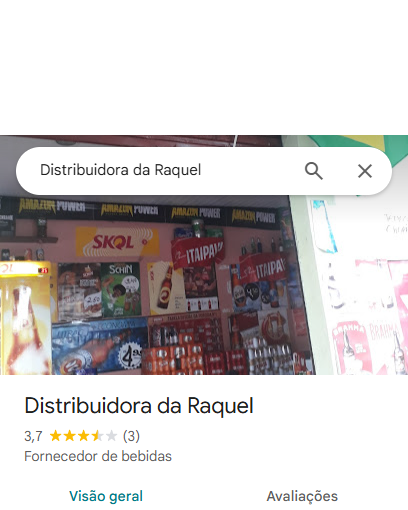 Distribuidora da Raquel
AMAZON POWER AMAZON POWER AMAZON POWER AMAZON POWER
SKOL
SCHIN
ITAIPAVA
ITAIPAVA
BRAHMA
Distribuidora da Raquel
3,7 (3)
Fornecedor de bebidas
Visão geral
Avaliações